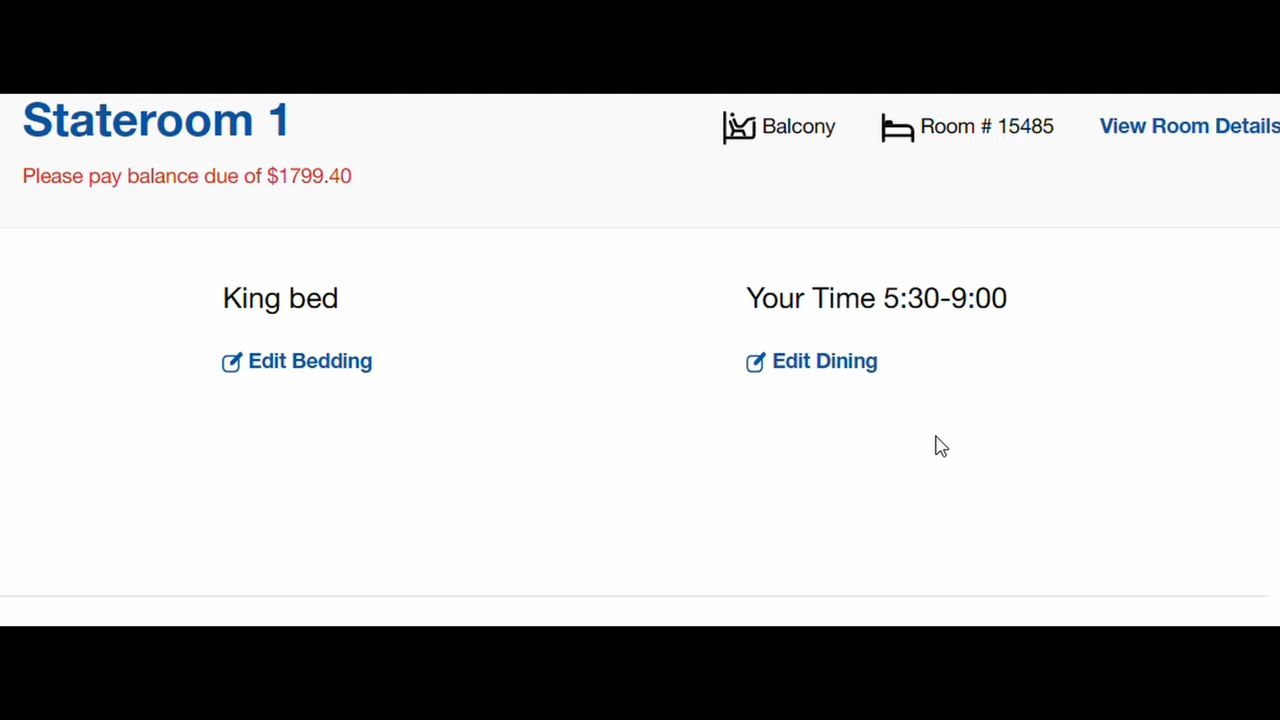 Stateroom 1
Balcony
Room # 15485
View Room Details
Please pay balance due of $1799.40
King bed
Your Time 5:30-9:00
Edit Bedding
Edit Dining